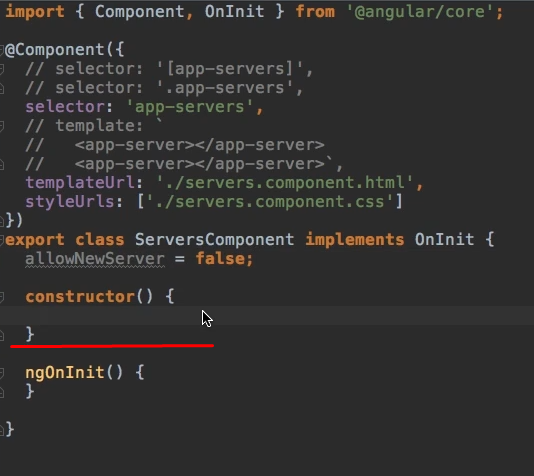 import { Component, OnInit } from '@angular/core';
@Component({
// selector: '[app-servers]',
// selector: '.app-servers',
selector: 'app-servers',
// template: `
// <app-server></app-server>
// <app-server></app-server>`,
templateUrl: './servers.component.html',
styleUrls: ['./servers.component.css']
})
export class ServersComponent implements OnInit {
allowNewServer = false;
constructor() {
}
ngOnInit() {
}
}